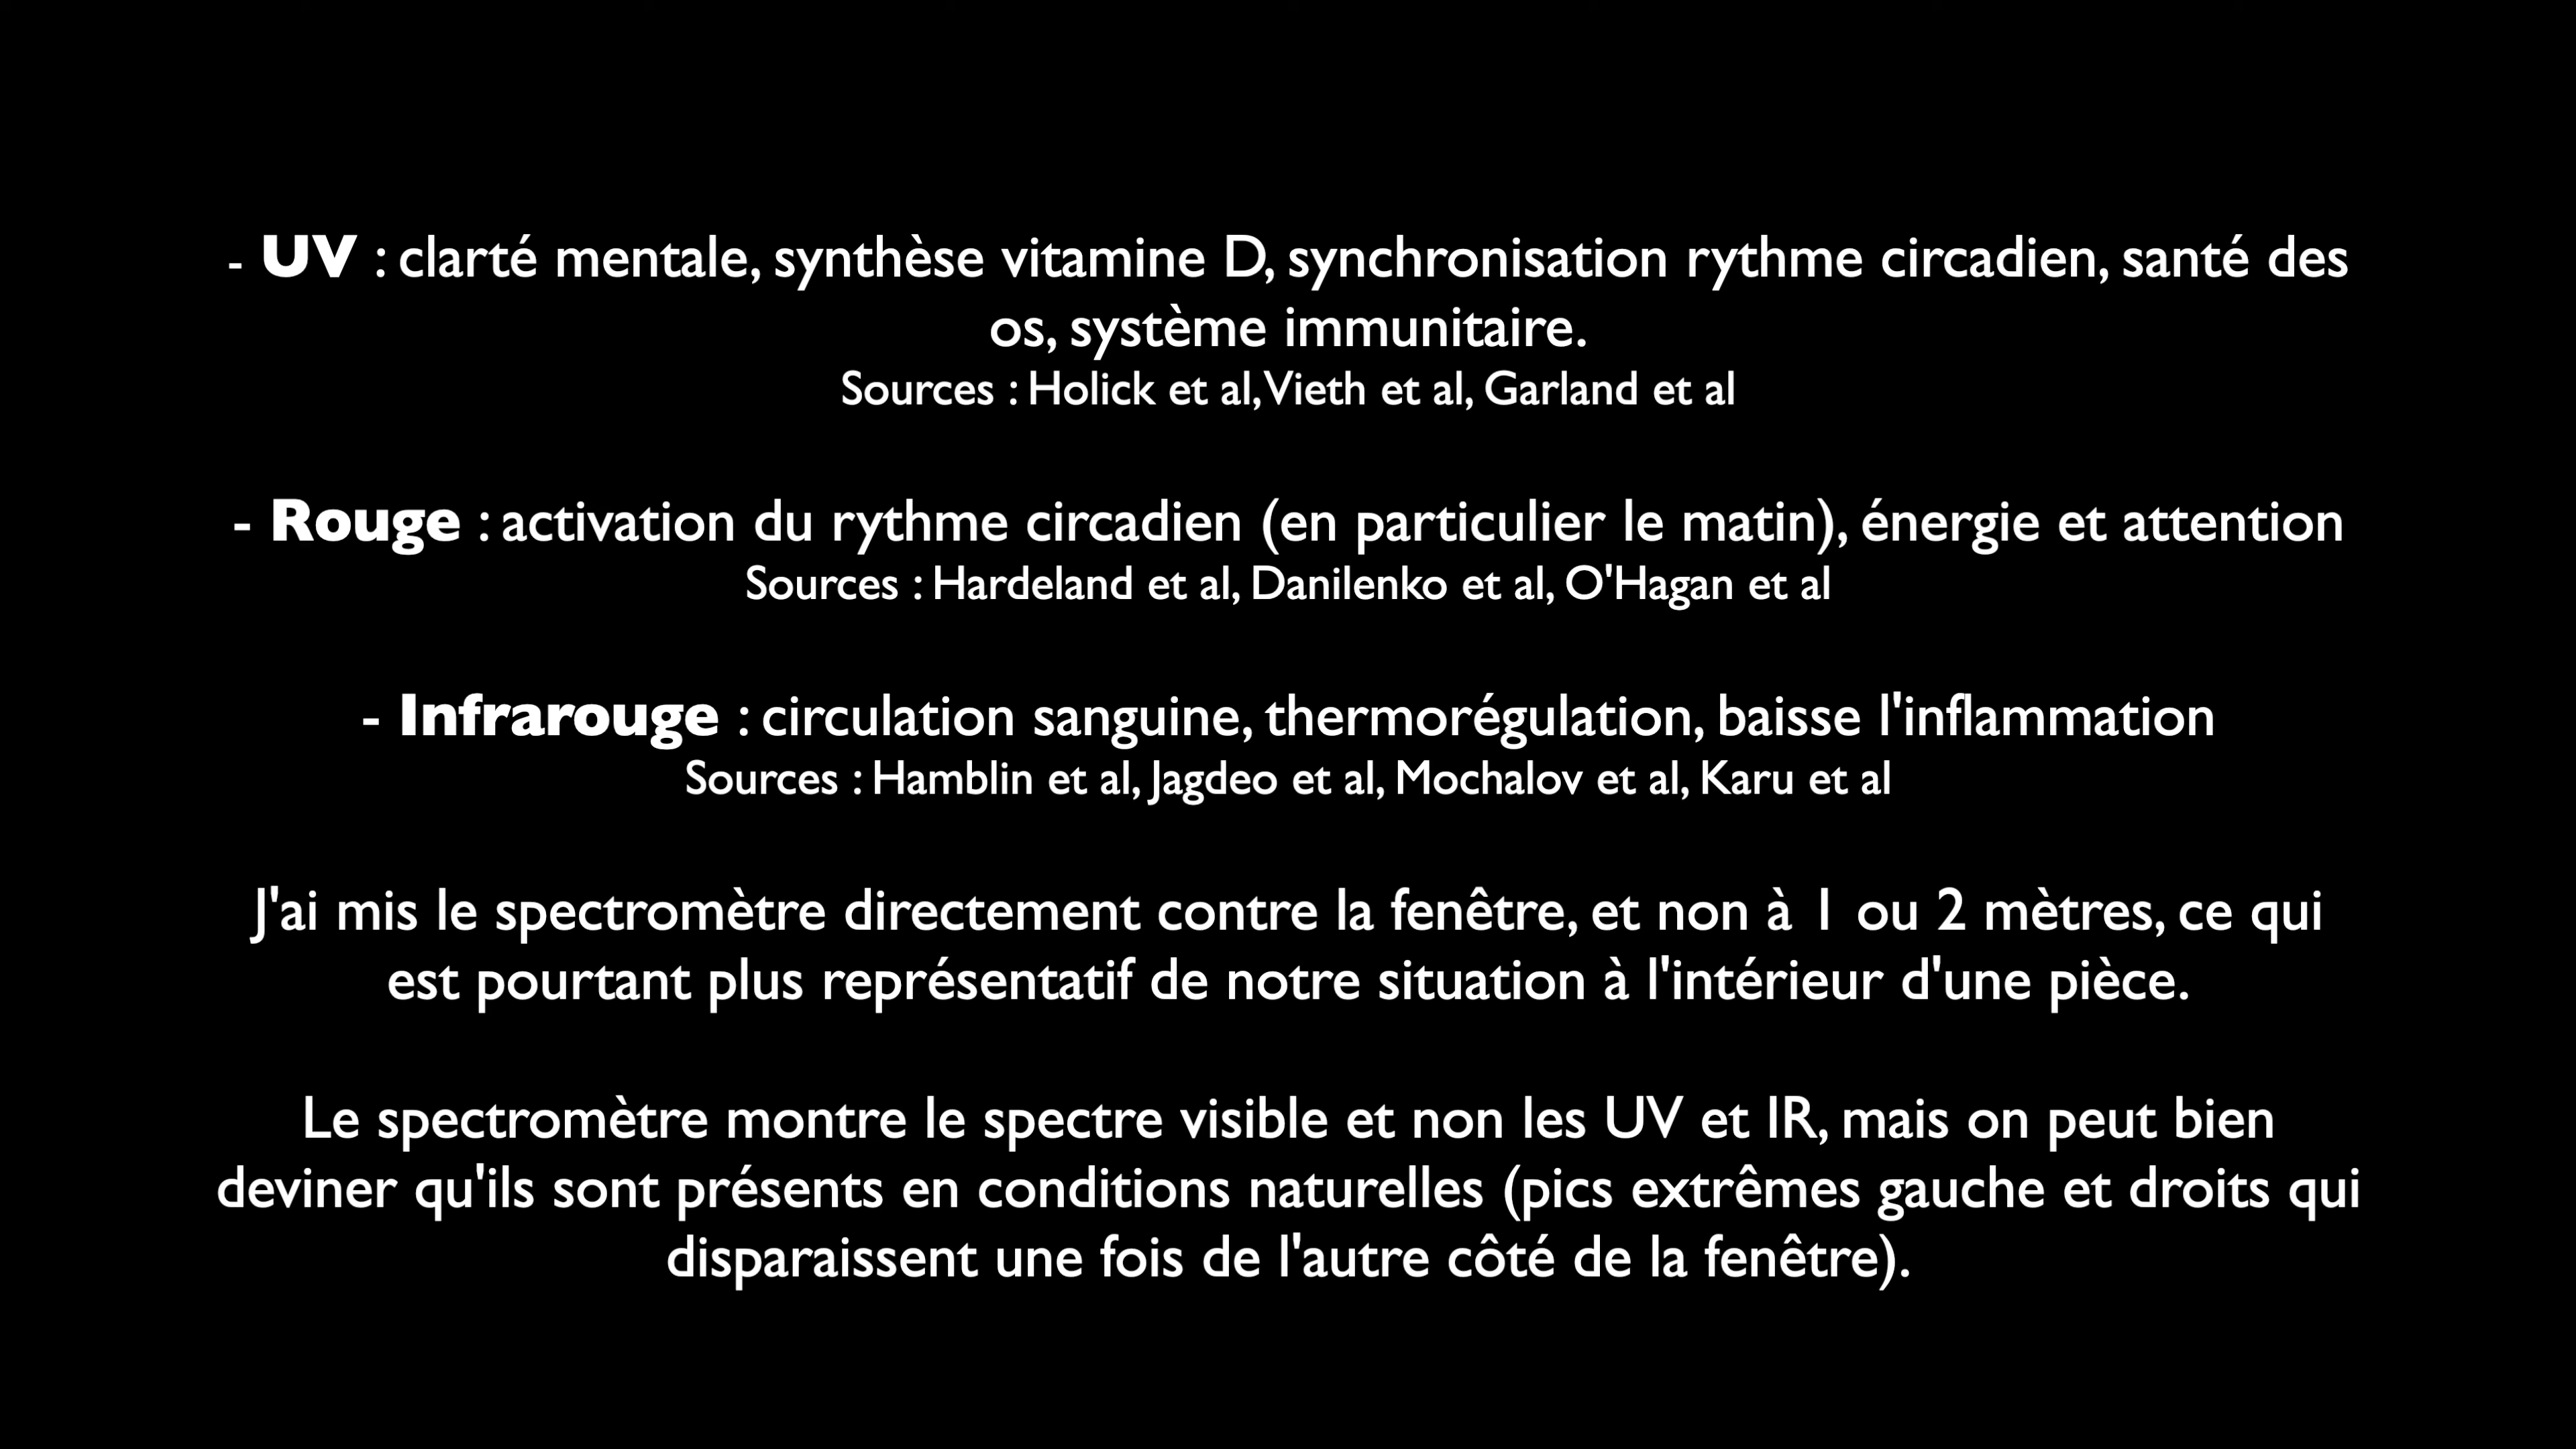 - UV : clarté mentale, synthèse vitamine D, synchronisation rythme circadien, santé des
os, système immunitaire.
Sources : Holick et al, Vieth et al, Garland et al
- Rouge : activation du rythme circadien (en particulier le matin), énergie et attention
Sources : Hardeland et al, Danilenko et al, O'Hagan et al
- Infrarouge : circulation sanguine, thermorégulation, baisse l'inflammation
Sources : Hamblin et al, Jagdeo et al, Mochalov et al, Karu et al
J'ai mis le spectromètre directement contre la fenêtre, et non à 1 ou 2 mètres, ce qui
est pourtant plus représentatif de notre situation à l'intérieur d'une pièce.
Le spectromètre montre le spectre visible et non les UV et IR, mais on peut bien
deviner qu'ils sont présents en conditions naturelles (pics extrêmes gauche et droits qui
disparaissent une fois de l'autre côté de la fenêtre).